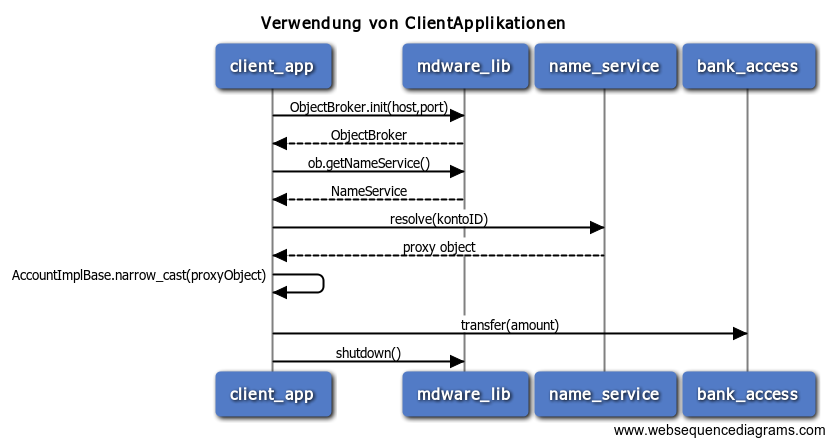 Verwendung von ClientApplikationen
client_app mdware_lib name_service bank_access
ObjectBroker.init(host,port)
ObjectBroker
ob.getNameService()
NameService
resolve(kontoID)
proxy object
AccountImplBase.narrow_cast(proxyObject)
transfer(amount)
shutdown()
client_app mdware_lib name_service bank_access
www.websequencediagrams.com